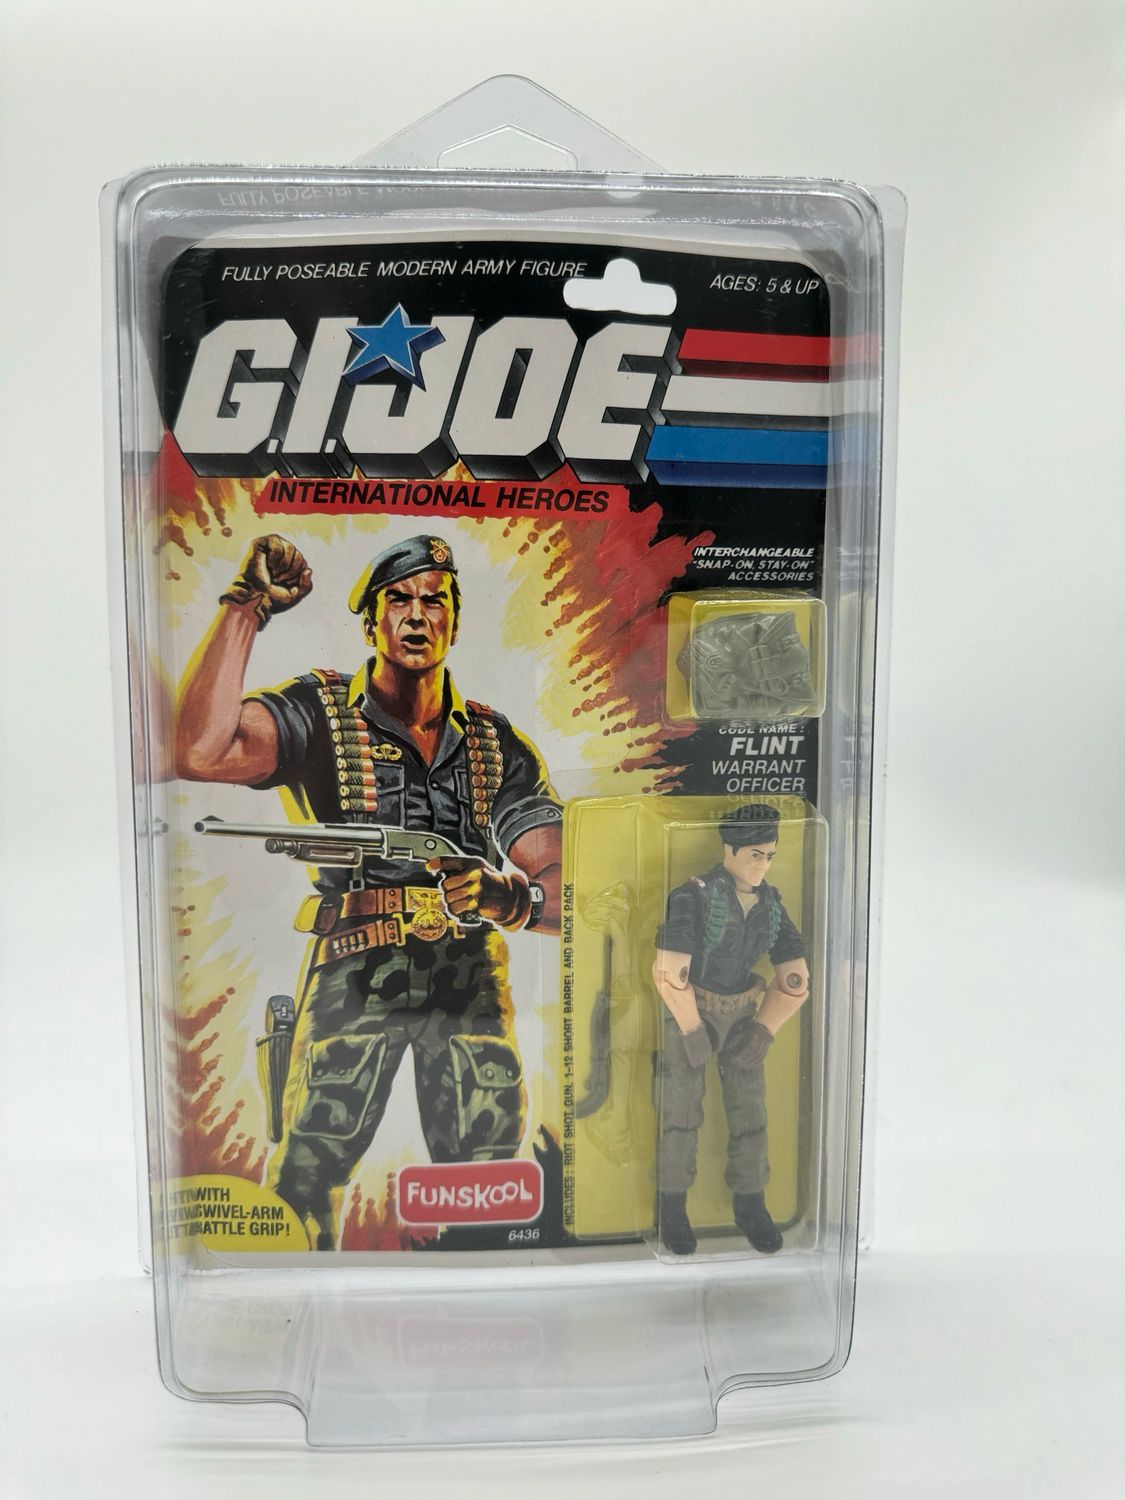 FULLY POSEABLE MODERN ARMY FIGURE
AGES: 5 & UP
G.I.JOE
INTERNATIONAL HEROES
INTERCHANGEABLE
"SNAP-ON, STAY-ON"
ACCESSORIES
CODE NAME:
FLINT
WARRANT
OFFICER
INCLUDES: RIOT SHOT GUN, 1-12 SHORT BARREL AND BACK PACK
WITH
SWIVEL-ARM
BATTLE GRIP!
FUNSKOOL
6436